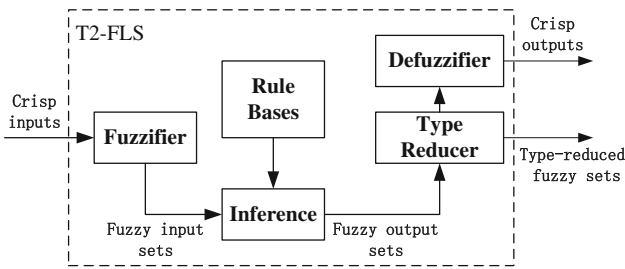 T2-FLS
Crisp
outputs
Defuzzifier
Rule
Bases
Crisp
inputs
Fuzzifier
Type
Reducer
Type-reduced
fuzzy sets
Inference
Fuzzy input
sets
Fuzzy output
sets